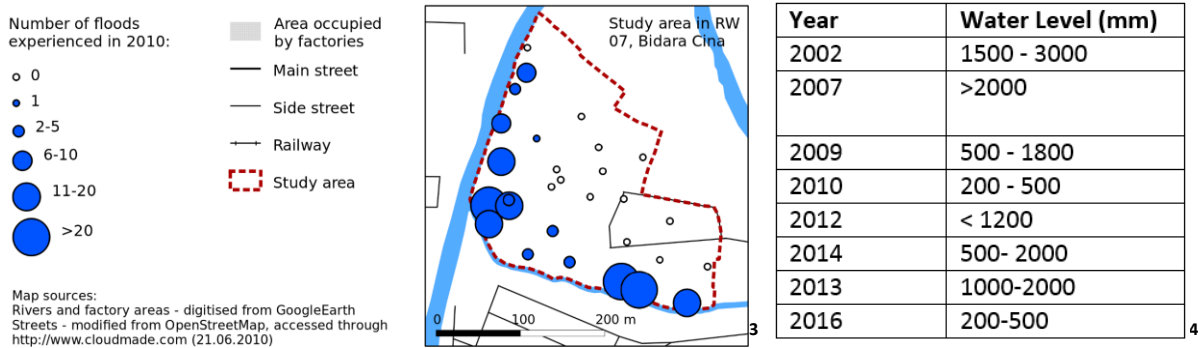 Number of floods
experienced in 2010:
0
1
2-5
6-10
11-20
>20
Area occupied
by factories
Main street
Side street
Railway
Study area
Map sources:
Rivers and factory areas - digitised from GoogleEarth
Streets - modified from OpenStreetMap, accessed through
http://www.cloudmade.com (21.06.2010)
Study area in RW
07, Bidara Cina
0 100 200 m
3
Year Water Level (mm)
2002 1500 - 3000
2007 >2000
2009 500 - 1800
2010 200 - 500
2012 < 1200
2014 500- 2000
2013 1000-2000
2016 200-500
4